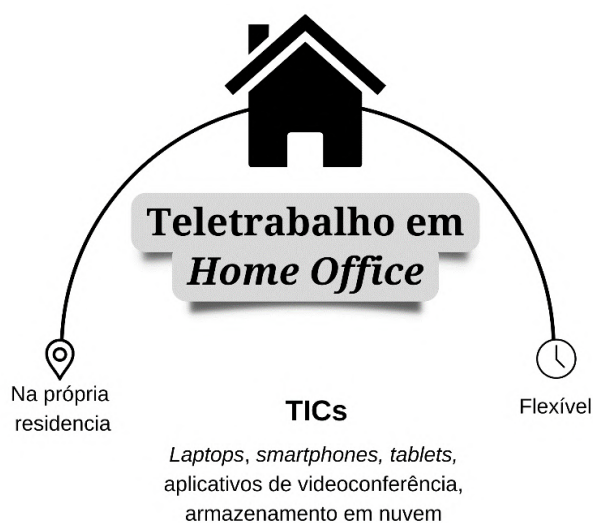 Teletrabalho em
Home Office
Na própria
residencia
Flexível
TICs
Laptops, smartphones, tablets,
aplicativos de videoconferência,
armazenamento em nuvem